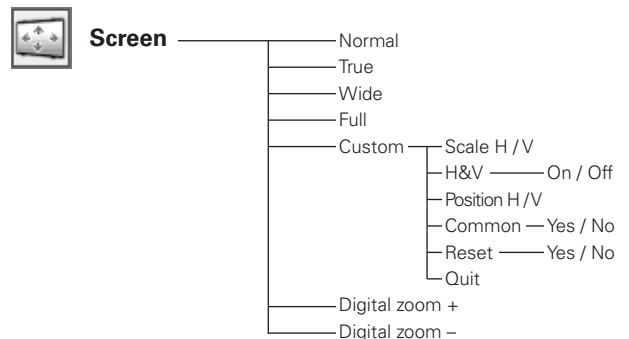 Screen
Normal
True
Wide
Full
Custom
Scale H / V
H&V
On / Off
Position H /V
Common
Yes / No
Reset
Yes / No
Quit
Digital zoom +
Digital zoom –